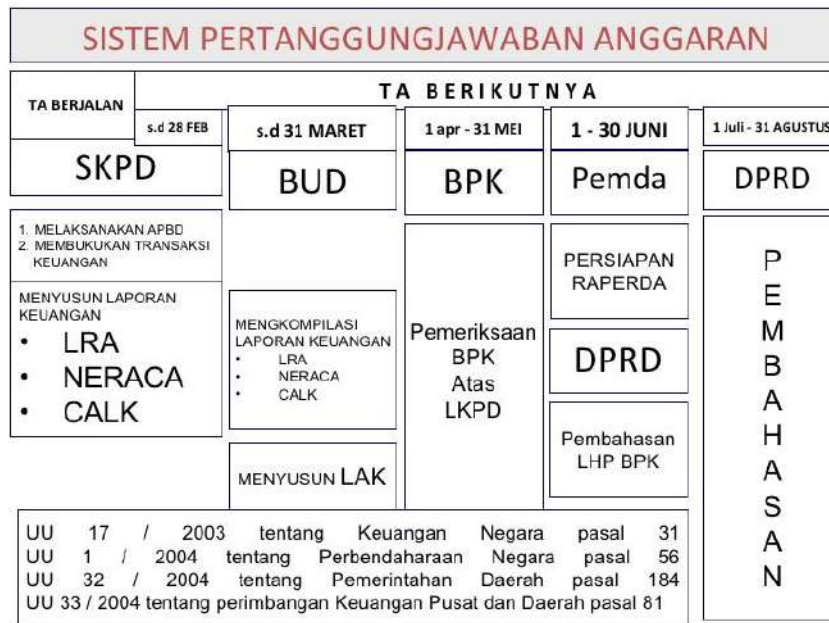 SISTEM PERTANGGUNGJAWABAN ANGGARAN
TA BERJALAN
TA BERIKUTNYA
s.d 28 FEB
s.d 31 MARET
1 apr - 31 MEI
1 - 30 JUNI
1 Juli - 31 AGUSTUS
SKPD
BUD
BPK
Pemda
DPRD
1. MELAKSANAKAN APBD
2. MEMBUKUKAN TRANSAKSI
KEUANGAN
MENYUSUN LAPORAN
KEUANGAN
• LRA
• NERACA
• CALK
MENGKOMPILASI
LAPORAN KEUANGAN
• LRA
• NERACA
• CALK
MENYUSUN LAK
Pemeriksaan
BPK
Atas
LKPD
PERSIAPAN
RAPERDA
DPRD
Pembahasan
LHP BPK
P
E
M
B
A
H
A
S
A
N
UU 17 / 2003 tentang Keuangan Negara pasal 31
UU 1 / 2004 tentang Perbendaharaan Negara pasal 56
UU 32 / 2004 tentang Pemerintahan Daerah pasal 184
UU 33 / 2004 tentang perimbangan Keuangan Pusat dan Daerah pasal 81